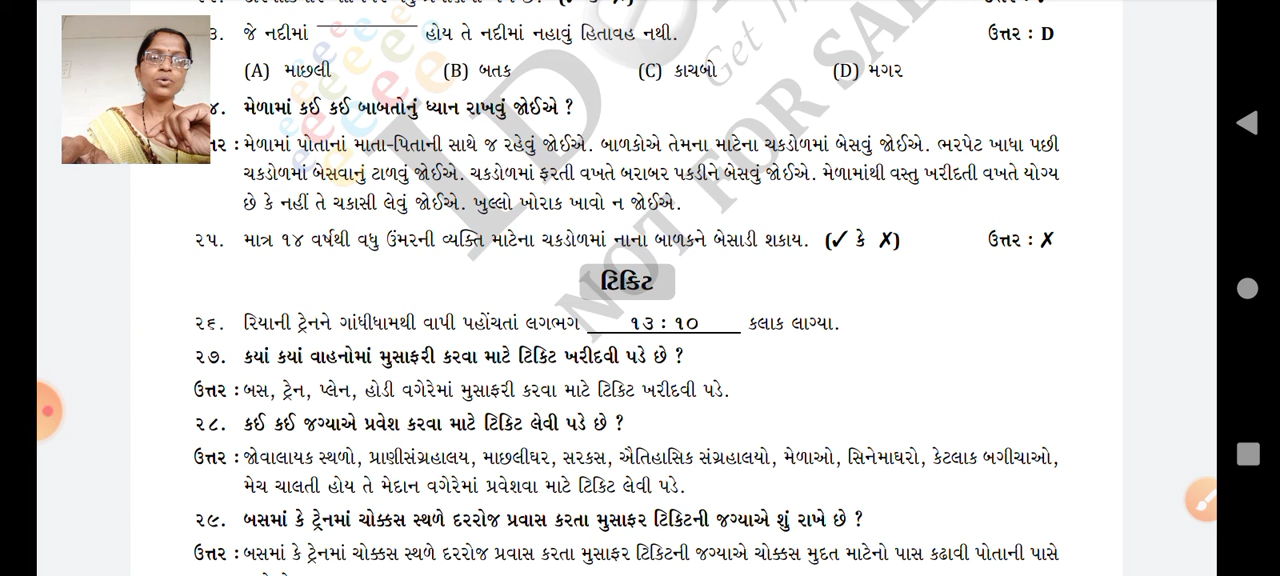 ૩. જે નદીમાં ____________ હોય તે નદીમાં નહાવું હિતાવહ નથી. ઉત્તર : D
(A) માછલી (B) બતક (C) કાચબો (D) મગર
૪. મેળામાં કઈ કઈ બાબતોનું ધ્યાન રાખવું જોઈએ ?
ત્તર : મેળામાં પોતાનાં માતા-પિતાની સાથે જ રહેવું જોઈએ. બાળકોએ તેમના માટેના ચકડોળમાં બેસવું જોઈએ. ભરપેટ ખાધા પછી
ચકડોળમાં બેસવાનું ટાળવું જોઈએ. ચકડોળમાં ફરતી વખતે બરાબર પકડીને બેસવું જોઈએ. મેળામાંથી વસ્તુ ખરીદતી વખતે યોગ્ય
છે કે નહીં તે ચકાસી લેવું જોઈએ. ખુલ્લો ખોરાક ખાવો ન જોઈએ.
૨૫. માત્ર ૧૪ વર્ષથી વધુ ઉંમરની વ્યક્તિ માટેના ચકડોળમાં નાના બાળકને બેસાડી શકાય. (✓ કે ✗) ઉત્તર : ✗
ટિકિટ
૨૬. રિયાની ટ્રેનને ગાંધીધામથી વાપી પહોંચતાં લગભગ ૧૩ : ૧૦ કલાક લાગ્યા.
૨૭. કયાં કયાં વાહનોમાં મુસાફરી કરવા માટે ટિકિટ ખરીદવી પડે છે ?
ઉત્તર : બસ, ટ્રેન, પ્લેન, હોડી વગેરેમાં મુસાફરી કરવા માટે ટિકિટ ખરીદવી પડે.
૨૮. કઈ કઈ જગ્યાએ પ્રવેશ કરવા માટે ટિકિટ લેવી પડે છે ?
ઉત્તર : જોવાલાયક સ્થળો, પ્રાણીસંગ્રહાલય, માછલીઘર, સરકસ, ઐતિહાસિક સંગ્રહાલયો, મેળાઓ, સિનેમાઘરો, કેટલાક બગીચાઓ,
મેચ ચાલતી હોય તે મેદાન વગેરેમાં પ્રવેશવા માટે ટિકિટ લેવી પડે.
૨૯. બસમાં કે ટ્રેનમાં ચોક્કસ સ્થળે દરરોજ પ્રવાસ કરતા મુસાફર ટિકિટની જગ્યાએ શું રાખે છે ?
ઉત્તર : બસમાં કે ટ્રેનમાં ચોક્કસ સ્થળે દરરોજ પ્રવાસ કરતા મુસાફર ટિકિટની જગ્યાએ ચોક્કસ મુદત માટેનો પાસ કઢાવી પોતાની પાસે